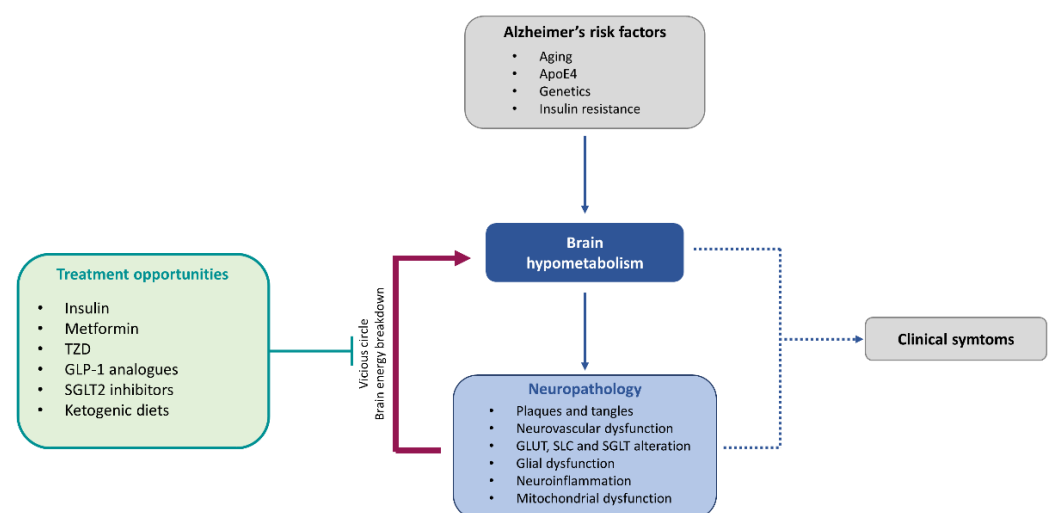 Alzheimer's risk factors
• Aging
• ApoE4
• Genetics
• Insulin resistance
Brain
hypometabolism
Treatment opportunities
• Insulin
• Metformin
• TZD
• GLP-1 analogues
• SGLT2 inhibitors
• Ketogenic diets
Vicious circle
Brain energy breakdown
Clinical symtoms
Neuropathology
• Plaques and tangles
• Neurovascular dysfunction
• GLUT, SLC and SGLT alteration
• Glial dysfunction
• Neuroinflammation
• Mitochondrial dysfunction